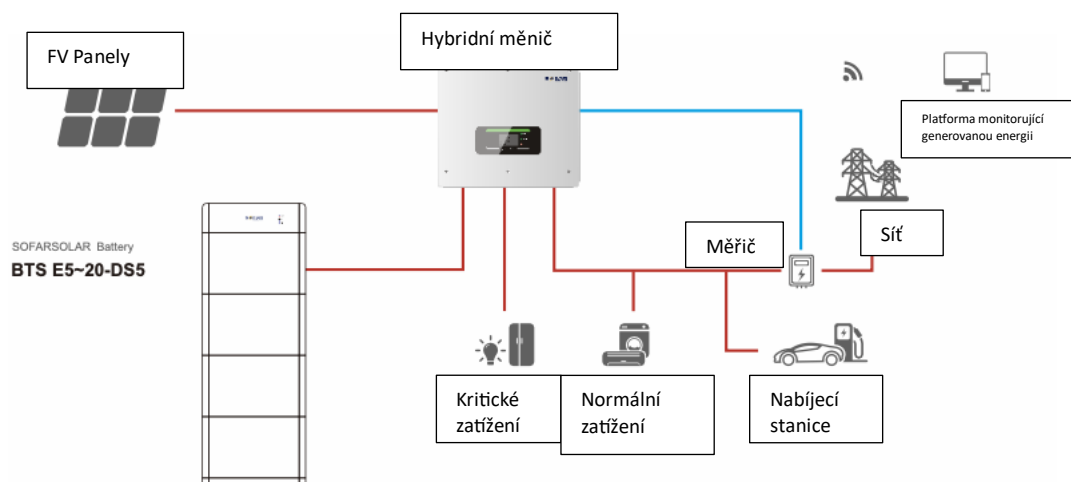 FV Panely
Hybridní měnič
Platforma monitorující
generovanou energii
SOFARSOLAR Battery
BTS E5~20-DS5
Měřič
Síť
Kritické
zatížení
Normální
zatížení
Nabíjecí
stanice